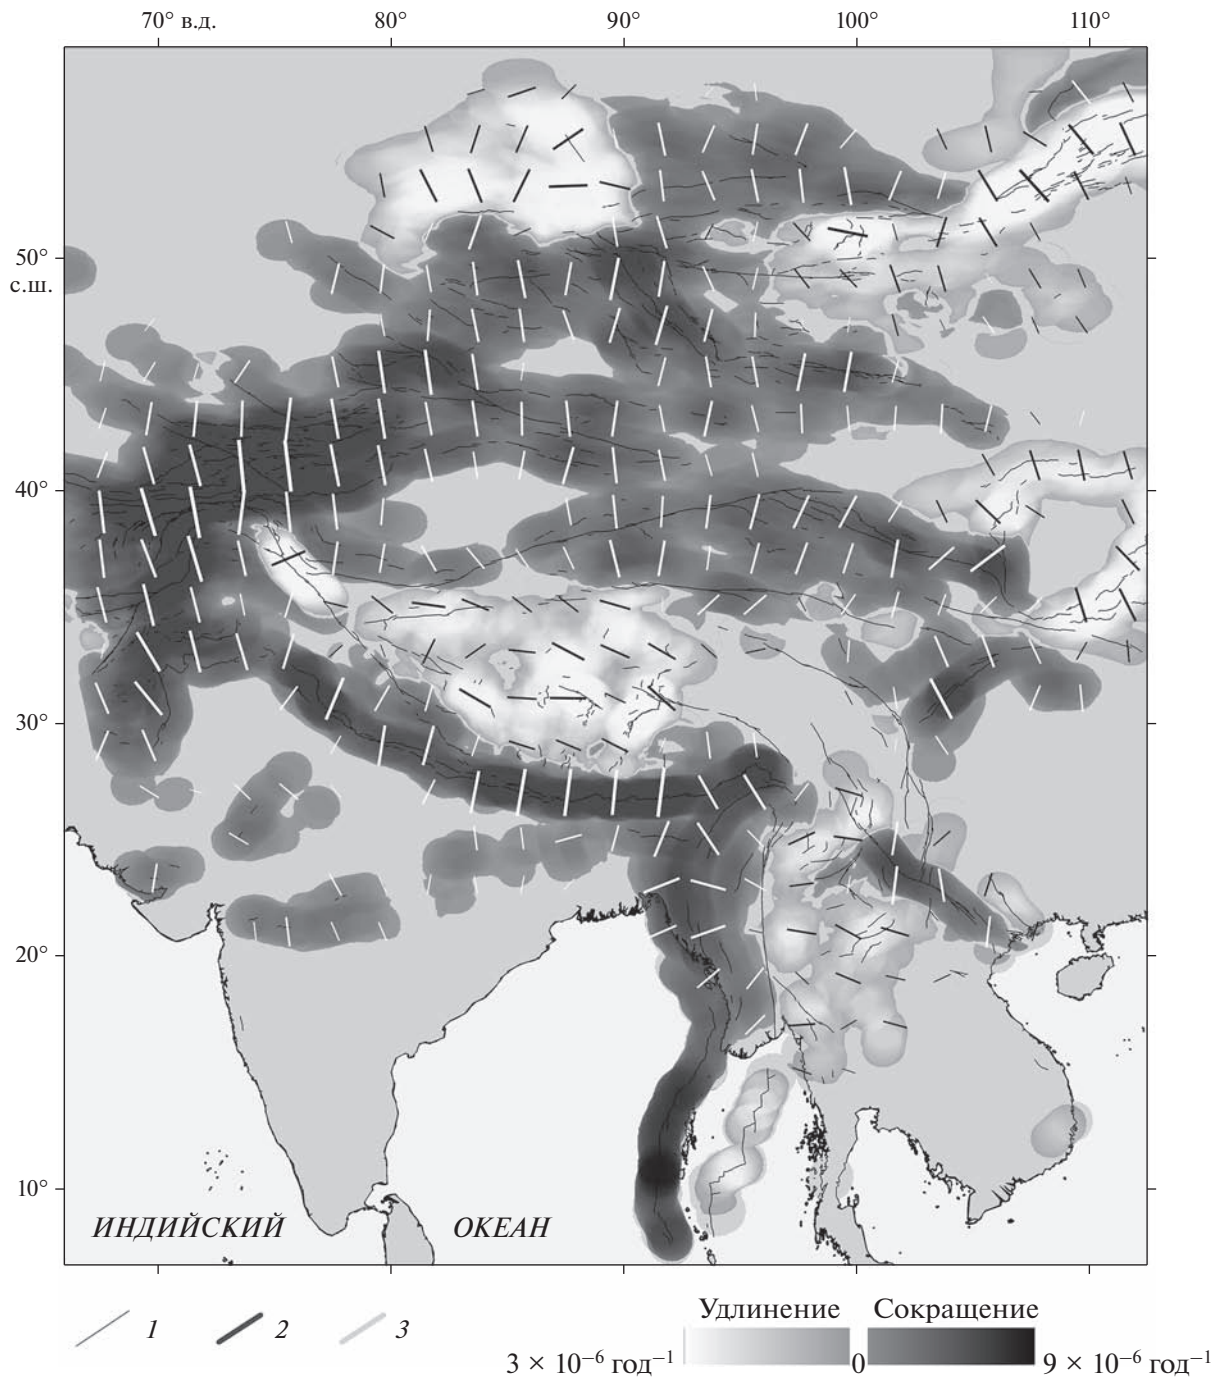 70° в.д. 80° 90° 100° 110°
50°
с.ш.
40°
30°
20°
10°
ИНДИЙСКИЙ ОКЕАН
Удлинение Сокращение
1 2 3
3 × 10⁻⁶ год⁻¹ 0 9 × 10⁻⁶ год⁻¹